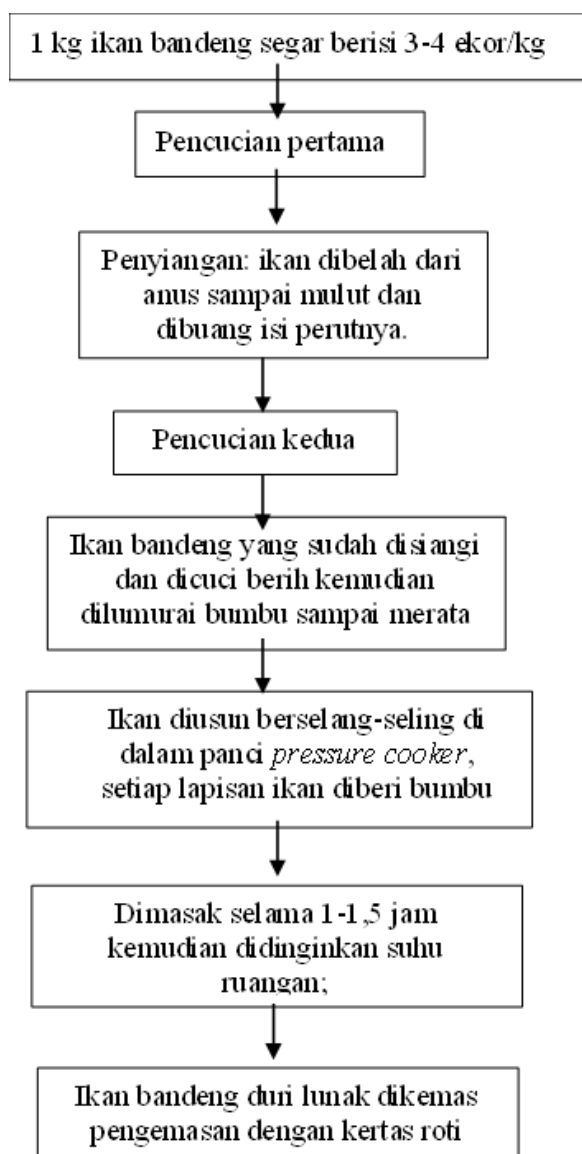 1 kg ikan bandeng segar berisi 3-4 ekor/kg
Pencucian pertama
Penyiangan: ikan dibelah dari
anus sampai mulut dan
dibuang isi perutnya.
Pencucian kedua
Ikan bandeng yang sudah disiangi
dan dicuci berih kemudian
dilumurai bumbu sampai merata
Ikan diusun berselang-seling di
dalam panci pressure cooker,
setiap lapisan ikan diberi bumbu
Dimasak selama 1-1,5 jam
kemudian didinginkan suhu
ruangan;
Ikan bandeng duri lunak dikemas
pengemasan dengan kertas roti